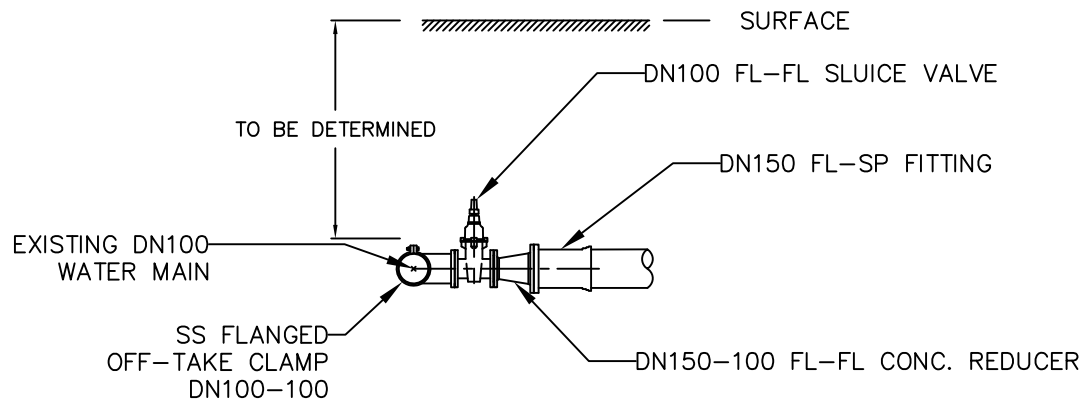 SURFACE
DN100 FL-FL SLUICE VALVE
TO BE DETERMINED
DN150 FL-SP FITTING
EXISTING DN100
WATER MAIN
SS FLANGED
OFF-TAKE CLAMP
DN100-100
DN150-100 FL-FL CONC. REDUCER